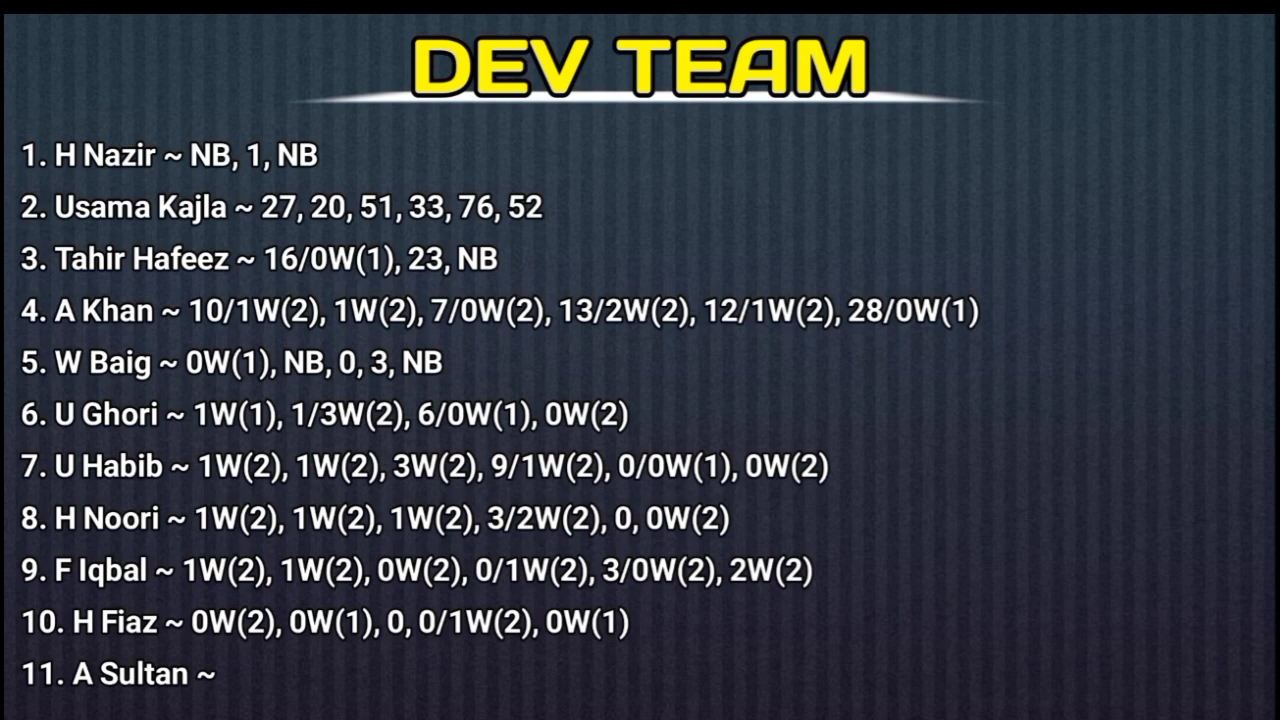 DEV TEAM
1. H Nazir ~ NB, 1, NB
2. Usama Kajla ~ 27, 20, 51, 33, 76, 52
3. Tahir Hafeez ~ 16/0W(1), 23, NB
4. A Khan ~ 10/1W(2), 1W(2), 7/0W(2), 13/2W(2), 12/1W(2), 28/0W(1)
5. W Baig ~ 0W(1), NB, 0, 3, NB
6. U Ghori ~ 1W(1), 1/3W(2), 6/0W(1), 0W(2)
7. U Habib ~ 1W(2), 1W(2), 3W(2), 9/1W(2), 0/0W(1), 0W(2)
8. H Noori ~ 1W(2), 1W(2), 1W(2), 3/2W(2), 0, 0W(2)
9. F Iqbal ~ 1W(2), 1W(2), 0W(2), 0/1W(2), 3/0W(2), 2W(2)
10. H Fiaz ~ 0W(2), 0W(1), 0, 0/1W(2), 0W(1)
11. A Sultan ~